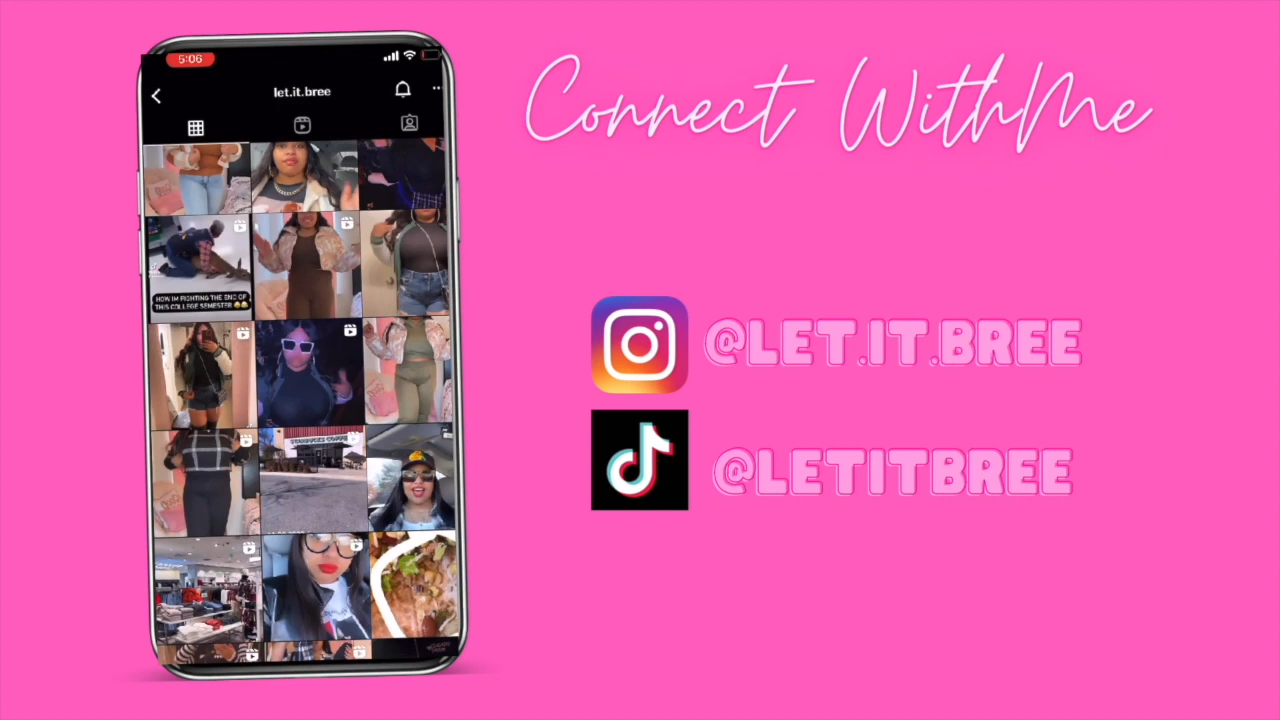 5:06
let.it.bree
HOW IM FIGHTING THE END OF
THIS COLLEGE SEMESTER
Connect WithMe
@LET.IT.BREE
@LETITBREE